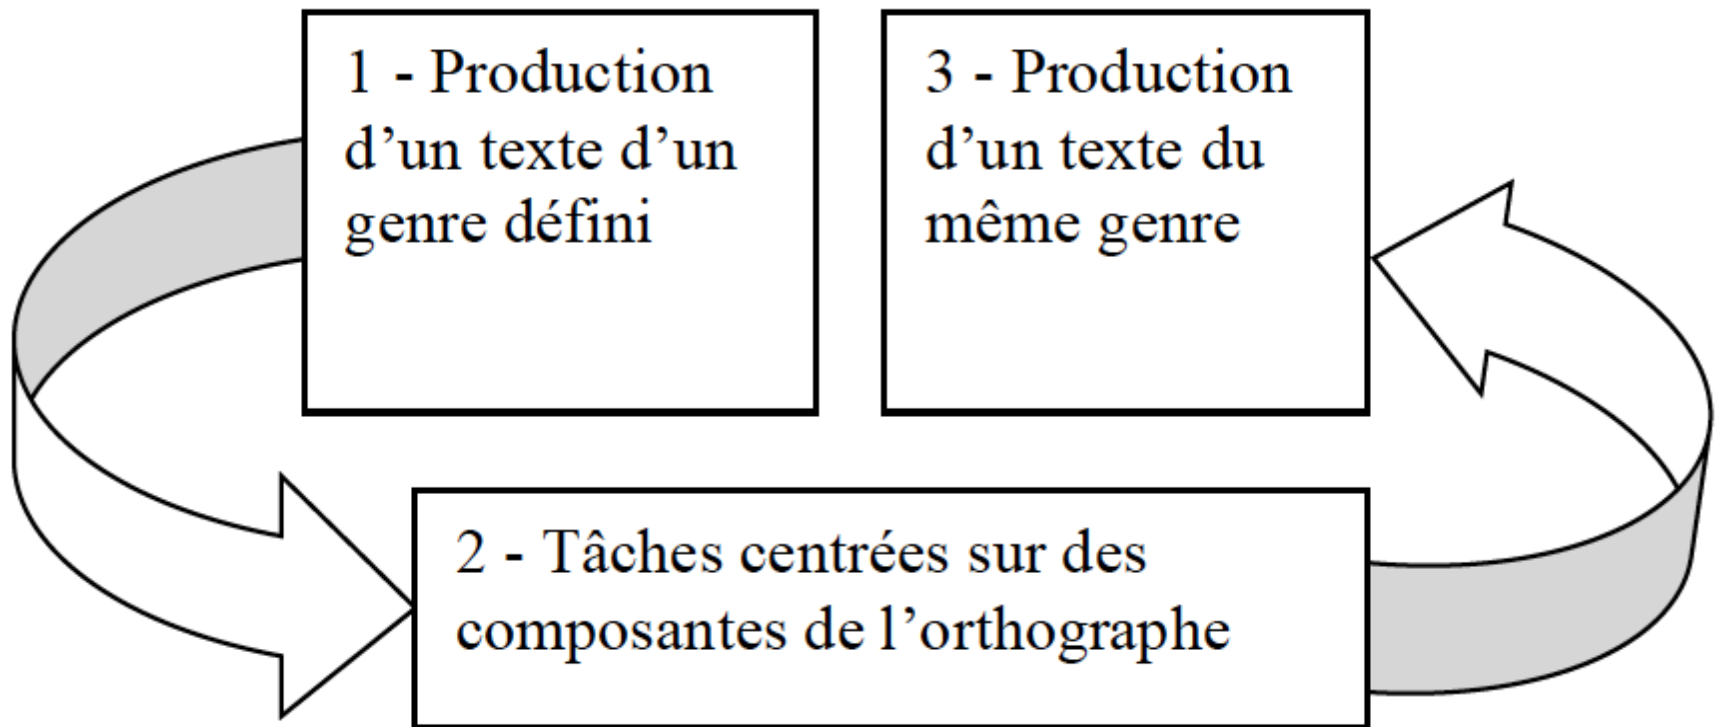 1 - Production
d’un texte d’un
genre défini
3 - Production
d’un texte du
même genre
2 - Tâches centrées sur des
composantes de l’orthographe